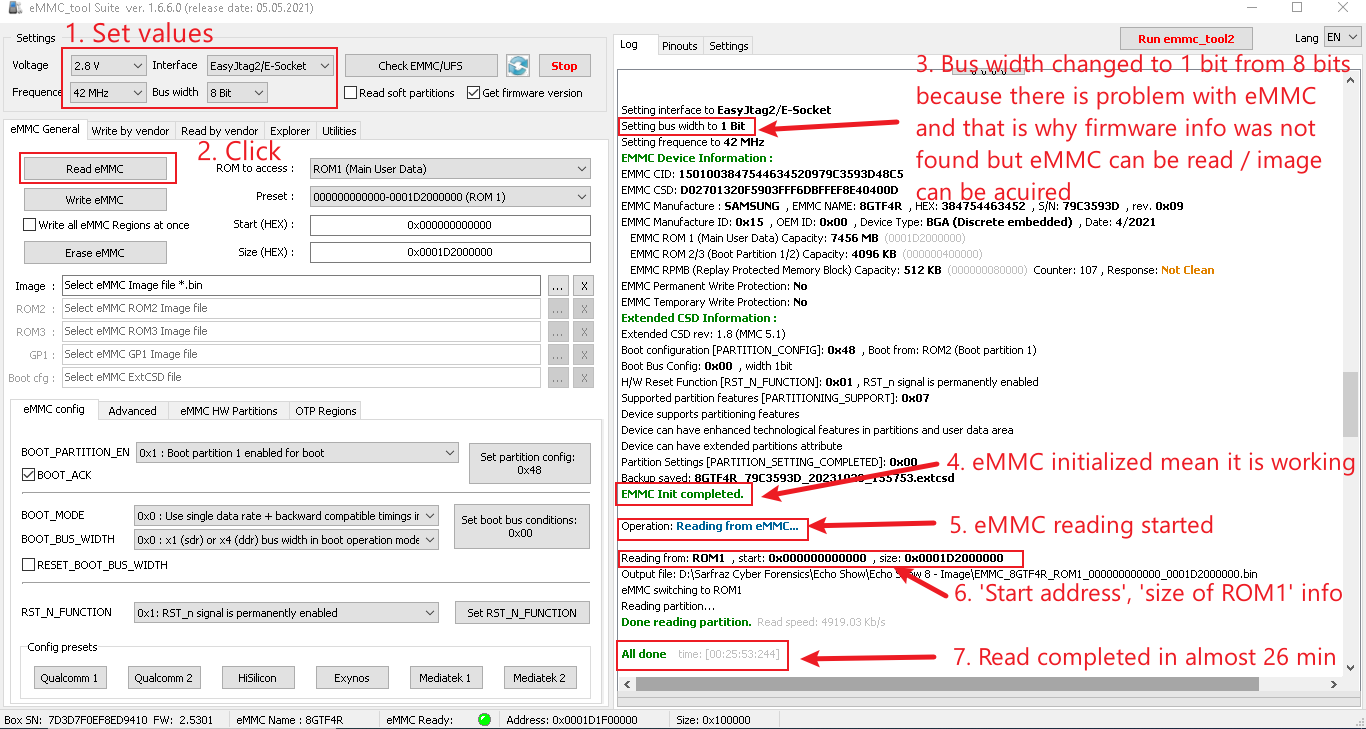 eMMC_tool Suite ver. 1.6.6.0 (release date: 05.05.2021)
1. Set values
Settings
Voltage
2.8 V
Interface
EasyJtag2/E-Socket
Check EMMC/UFS
Stop
Frequence
42 MHz
Bus width
8 Bit
Read soft partitions
Get firmware version
eMMC General
Write by vendor
Read by vendor
Explorer
Utilities
2. Click
Read eMMC
ROM to access :
ROM1 (Main User Data)
Write eMMC
Preset :
000000000000-0001D2000000 (ROM 1)
Write all eMMC Regions at once
Start (HEX) :
0x000000000000
Erase eMMC
Size (HEX) :
0x0001D2000000
Image :
Select eMMC Image file *.bin
...
X
ROM2 :
Select eMMC ROM2 Image file
...
X
ROM3 :
Select eMMC ROM3 Image file
...
X
GP1 :
Select eMMC GP1 Image file
...
X
Boot cfg :
Select eMMC ExtCSD file
...
X
eMMC config
Advanced
eMMC HW Partitions
OTP Regions
BOOT_PARTITION_EN
0x1 : Boot partition 1 enabled for boot
Set partition config:
0x48
BOOT_ACK
BOOT_MODE
0x0 : Use single data rate + backward compatible timings in
Set boot bus conditions:
0x00
BOOT_BUS_WIDTH
0x0 : x1 (sdr) or x4 (ddr) bus width in boot operation mode
RESET_BOOT_BUS_WIDTH
RST_N_FUNCTION
0x1: RST_n signal is permanently enabled
Set RST_N_FUNCTION
Config presets
Qualcomm 1
Qualcomm 2
HiSilicon
Exynos
Mediatek 1
Mediatek 2
Log
Pinouts
Settings
Run emmc_tool2
Lang
EN
3. Bus width changed to 1 bit from 8 bits
because there is problem with eMMC
and that is why firmware info was not
found but eMMC can be read / image
can be acuired
Setting interface to EasyJtag2/E-Socket
Setting bus width to 1 Bit
Setting frequence to 42 MHz
EMMC Device Information :
EMMC CID: 1501003847544634520979C3593D48C5
EMMC CSD: D02701320F5903FFF6DBFFEF8E40400D
EMMC Manufacture : SAMSUNG , EMMC NAME: 8GTF4R , HEX: 384754463452 , S/N: 79C3593D , rev. 0x09
EMMC Manufacture ID: 0x15 , OEM ID: 0x00 , Device Type: BGA (Discrete embedded) , Date: 4/2021
EMMC ROM 1 (Main User Data) Capacity: 7456 MB (0001D2000000)
EMMC ROM 2/3 (Boot Partition 1/2) Capacity: 4096 KB (000000400000)
EMMC RPMB (Replay Protected Memory Block) Capacity: 512 KB (000000080000) Counter: 107 , Response: Not Clean
EMMC Permanent Write Protection: No
EMMC Temporary Write Protection: No
Extended CSD Information :
Extended CSD rev: 1.8 (MMC 5.1)
Boot configuration [PARTITION_CONFIG]: 0x48 , Boot from: ROM2 (Boot partition 1)
Boot Bus Config: 0x00 , width 1bit
H/W Reset Function [RST_N_FUNCTION]: 0x01 , RST_n signal is permanently enabled
Supported partition features [PARTITIONING_SUPPORT]: 0x07
Device supports partitioning features
Device can have enhanced technological features in partitions and user data area
Device can have extended partitions attribute
Partition Settings [PARTITION_SETTING_COMPLETED]: 0x00
4. eMMC initialized mean it is working
Backup saved:
EMMC Init completed.
Operation: Reading from eMMC...
5. eMMC reading started
Reading from: ROM1 , start: 0x000000000000 , size: 0x0001D2000000
Output file: D:\Sarfraz Cyber Forensics\Echo Show\Echo Show 8 - Image\EMMC_8GTF4R_ROM1_000000000000_0001D2000000.bin
eMMC switching to ROM1
6. 'Start address', 'size of ROM1' info
Reading partition...
Done reading partition. Read speed: 4919.03 Kb/s
All done time: [00:25:53:244]
7. Read completed in almost 26 min
Box SN: 7D3D7F0EF8ED9410 FW: 2.5301
eMMC Name : 8GTF4R
eMMC Ready:
Address: 0x0001D1F00000
Size: 0x100000